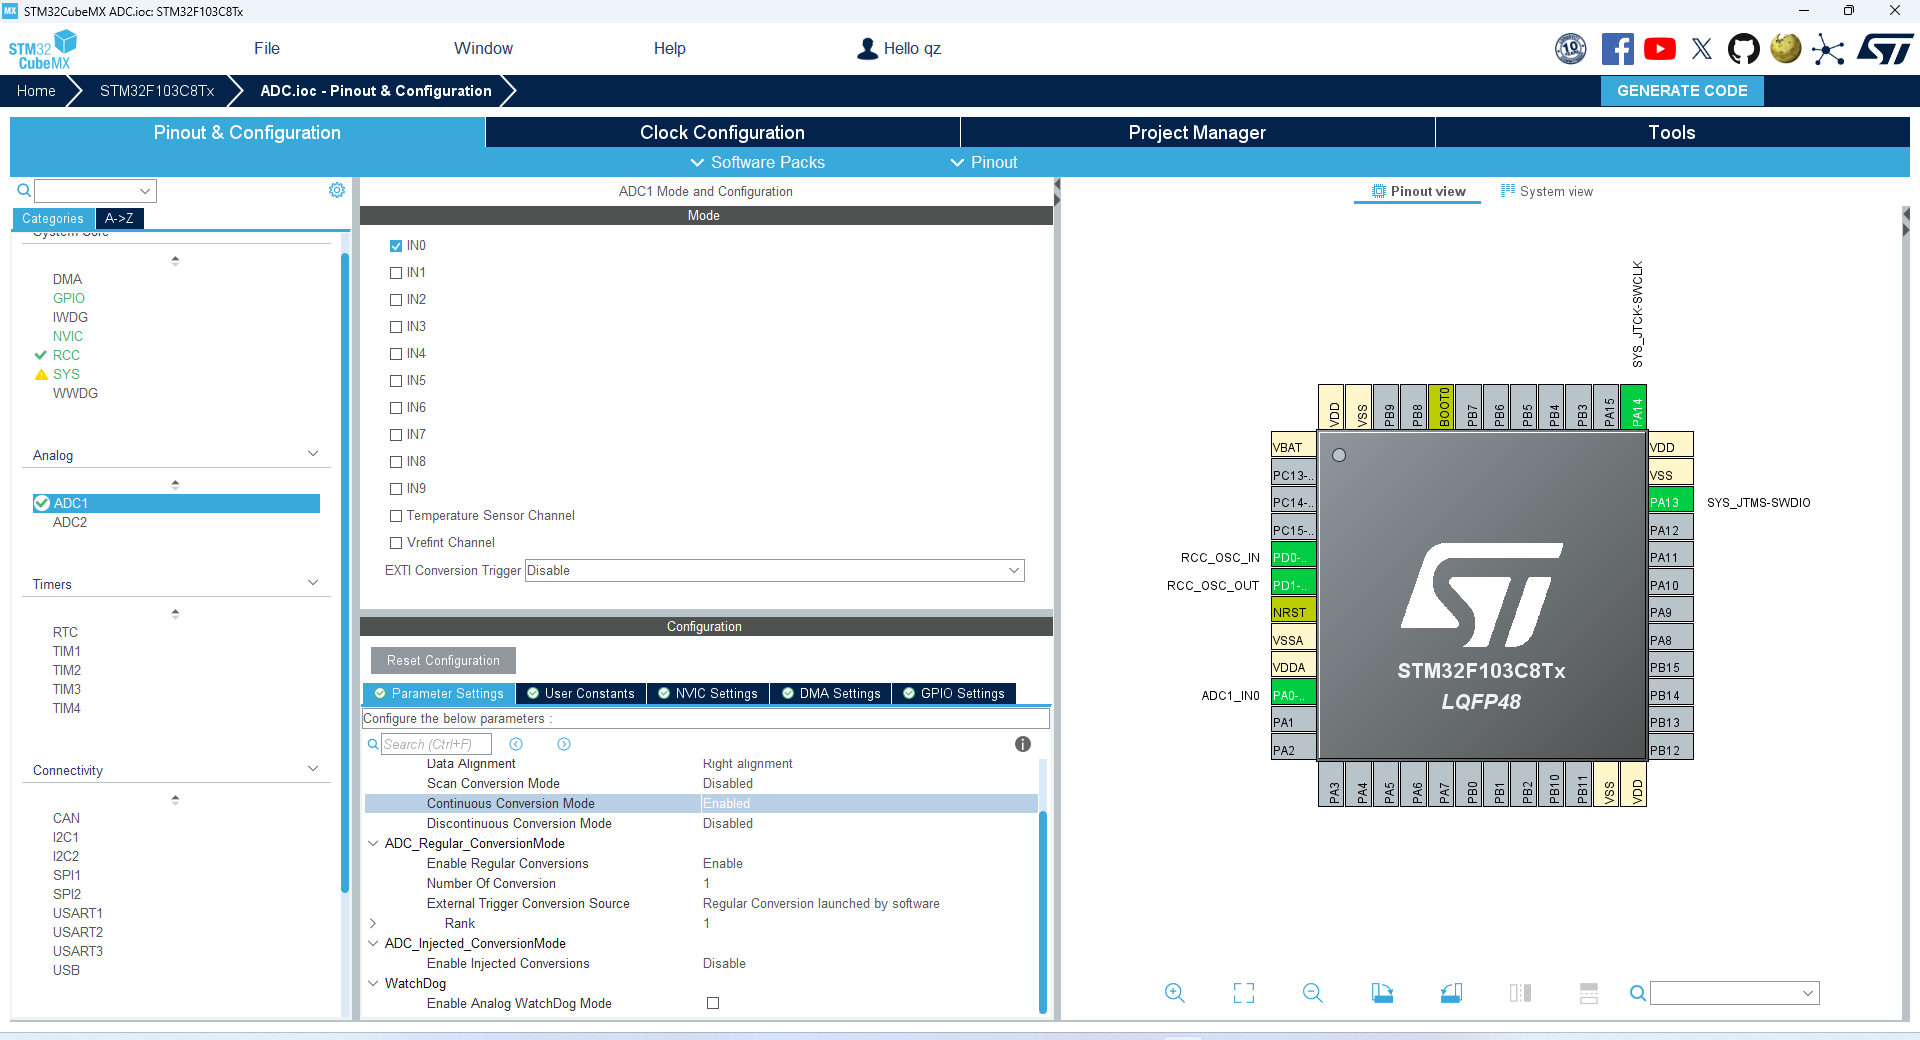 STM32CubeMX ADC.ioc: STM32F103C8Tx
STM32 CubeMX
File
Window
Help
Hello qz
10
ST
Home
STM32F103C8Tx
ADC.ioc - Pinout & Configuration
GENERATE CODE
Pinout & Configuration
Clock Configuration
Project Manager
Tools
Software Packs
Pinout
Categories
A->Z
System Core
DMA
GPIO
IWDG
NVIC
RCC
SYS
WWDG
Analog
ADC1
ADC2
Timers
RTC
TIM1
TIM2
TIM3
TIM4
Connectivity
CAN
I2C1
I2C2
SPI1
SPI2
USART1
USART2
USART3
USB
ADC1 Mode and Configuration
Mode
IN0
IN1
IN2
IN3
IN4
IN5
IN6
IN7
IN8
IN9
Temperature Sensor Channel
Vrefint Channel
EXTI Conversion Trigger Disable
Configuration
Reset Configuration
Parameter Settings
User Constants
NVIC Settings
DMA Settings
GPIO Settings
Configure the below parameters :
Search (Ctrl+F)
Data Alignment Right alignment
Scan Conversion Mode Disabled
Continuous Conversion Mode Enabled
Discontinuous Conversion Mode Disabled
ADC_Regular_ConversionMode
Enable Regular Conversions Enable
Number Of Conversion 1
External Trigger Conversion Source Regular Conversion launched by software
Rank 1
ADC_Injected_ConversionMode
Enable Injected Conversions Disable
WatchDog
Enable Analog WatchDog Mode
Pinout view
System view
SYS_JTCK-SWCLK
VDD
VSS
PB9
PB8
BOOT0
PB7
PB6
PB5
PB4
PB3
PA15
PA14
VBAT
PC13-..
PC14-..
PC15-..
RCC_OSC_IN PD0-..
RCC_OSC_OUT PD1-..
NRST
VSSA
VDDA
ADC1_IN0 PA0-..
PA1
PA2
ST
STM32F103C8Tx
LQFP48
VDD
VSS
PA13 SYS_JTMS-SWDIO
PA12
PA11
PA10
PA9
PA8
PB15
PB14
PB13
PB12
PA3
PA4
PA5
PA6
PA7
PB0
PB1
PB2
PB10
PB11
VSS
VDD